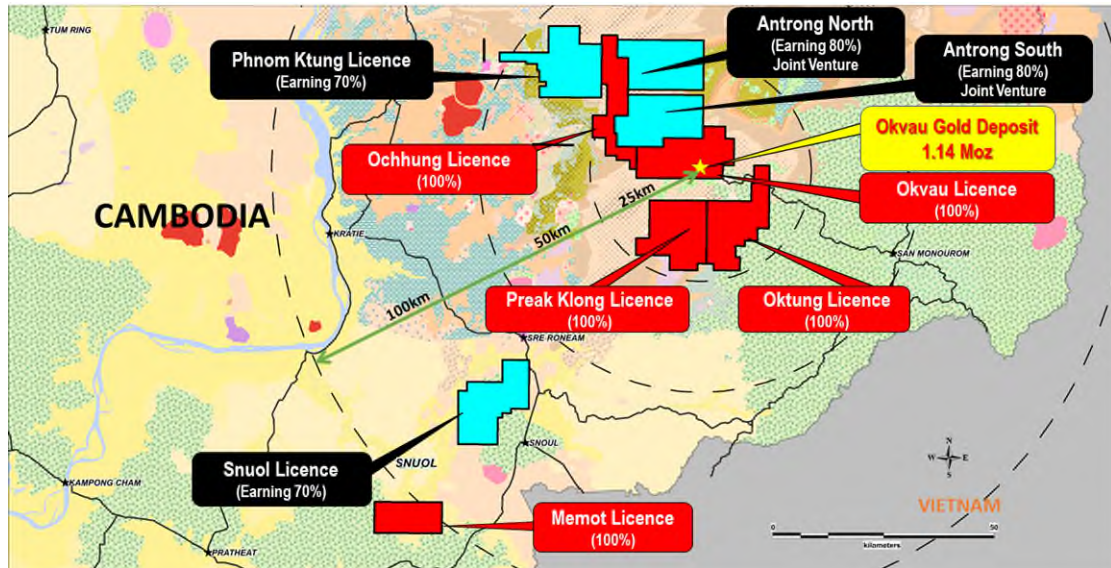 TUM RING
Phnom Ktung Licence
(Earning 70%)
Antrong North
(Earning 80%)
Joint Venture
Antrong South
(Earning 80%)
Joint Venture
Okvau Gold Deposit
1.14 Moz
Ochhung Licence
(100%)
Okvau Licence
(100%)
CAMBODIA
KRATIE
25km
50km
100km
SAN MONOUROM
Preak Klong Licence
(100%)
Oktung Licence
(100%)
SRE RONEAM
SNOUL
Snuol Licence
(Earning 70%)
SNUOL
KAMPONG CHAM
Memot Licence
(100%)
PRATHEAT
N
W
E
S
VIETNAM
0
50
kilometers